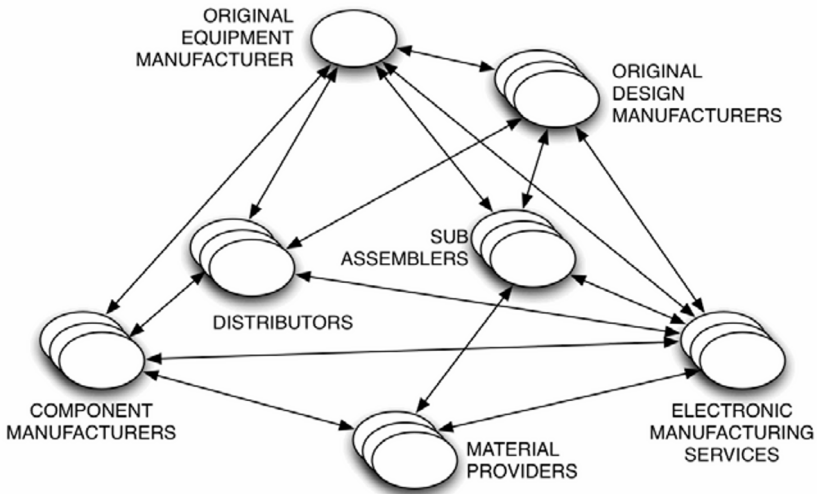 ORIGINAL
EQUIPMENT
MANUFACTURER
ORIGINAL
DESIGN
MANUFACTURERS
SUB
ASSEMBLERS
DISTRIBUTORS
COMPONENT
MANUFACTURERS
MATERIAL
PROVIDERS
ELECTRONIC
MANUFACTURING
SERVICES